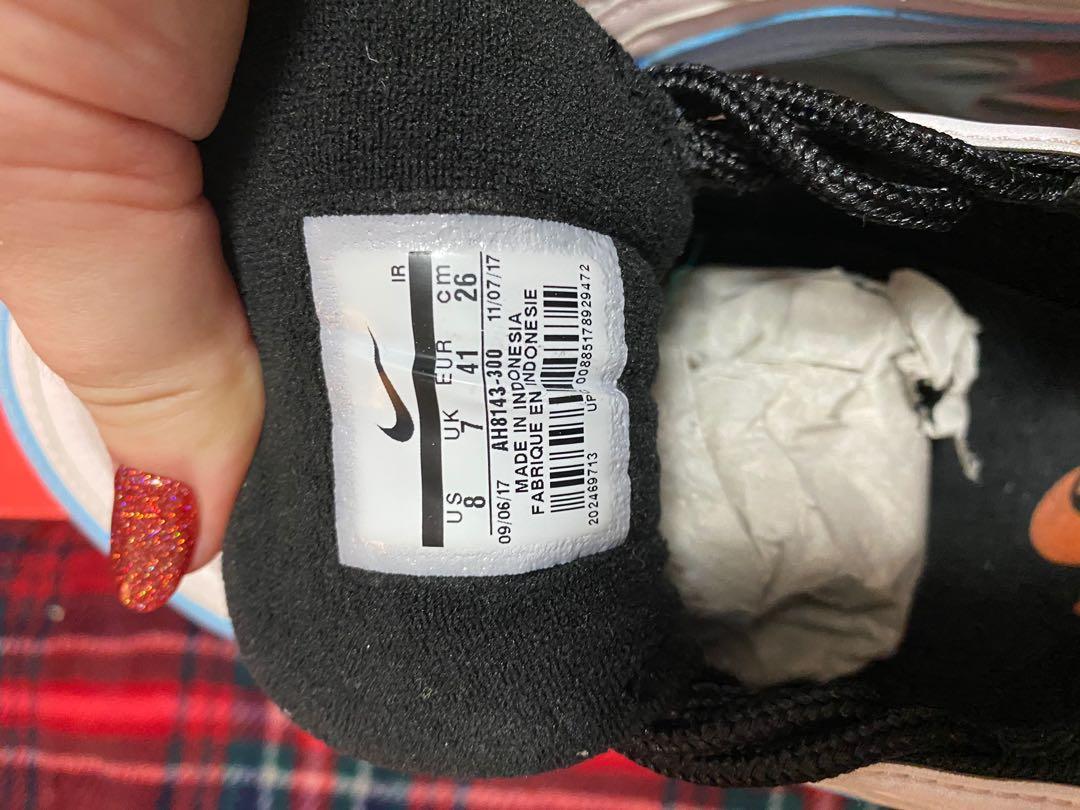 IR
US UK EUR cm
8 7 41 26
09/06/17 AH8143-300 11/07/17
MADE IN INDONESIA
FABRIQUE EN INDONESIE
202469713 UP: 00885178929472